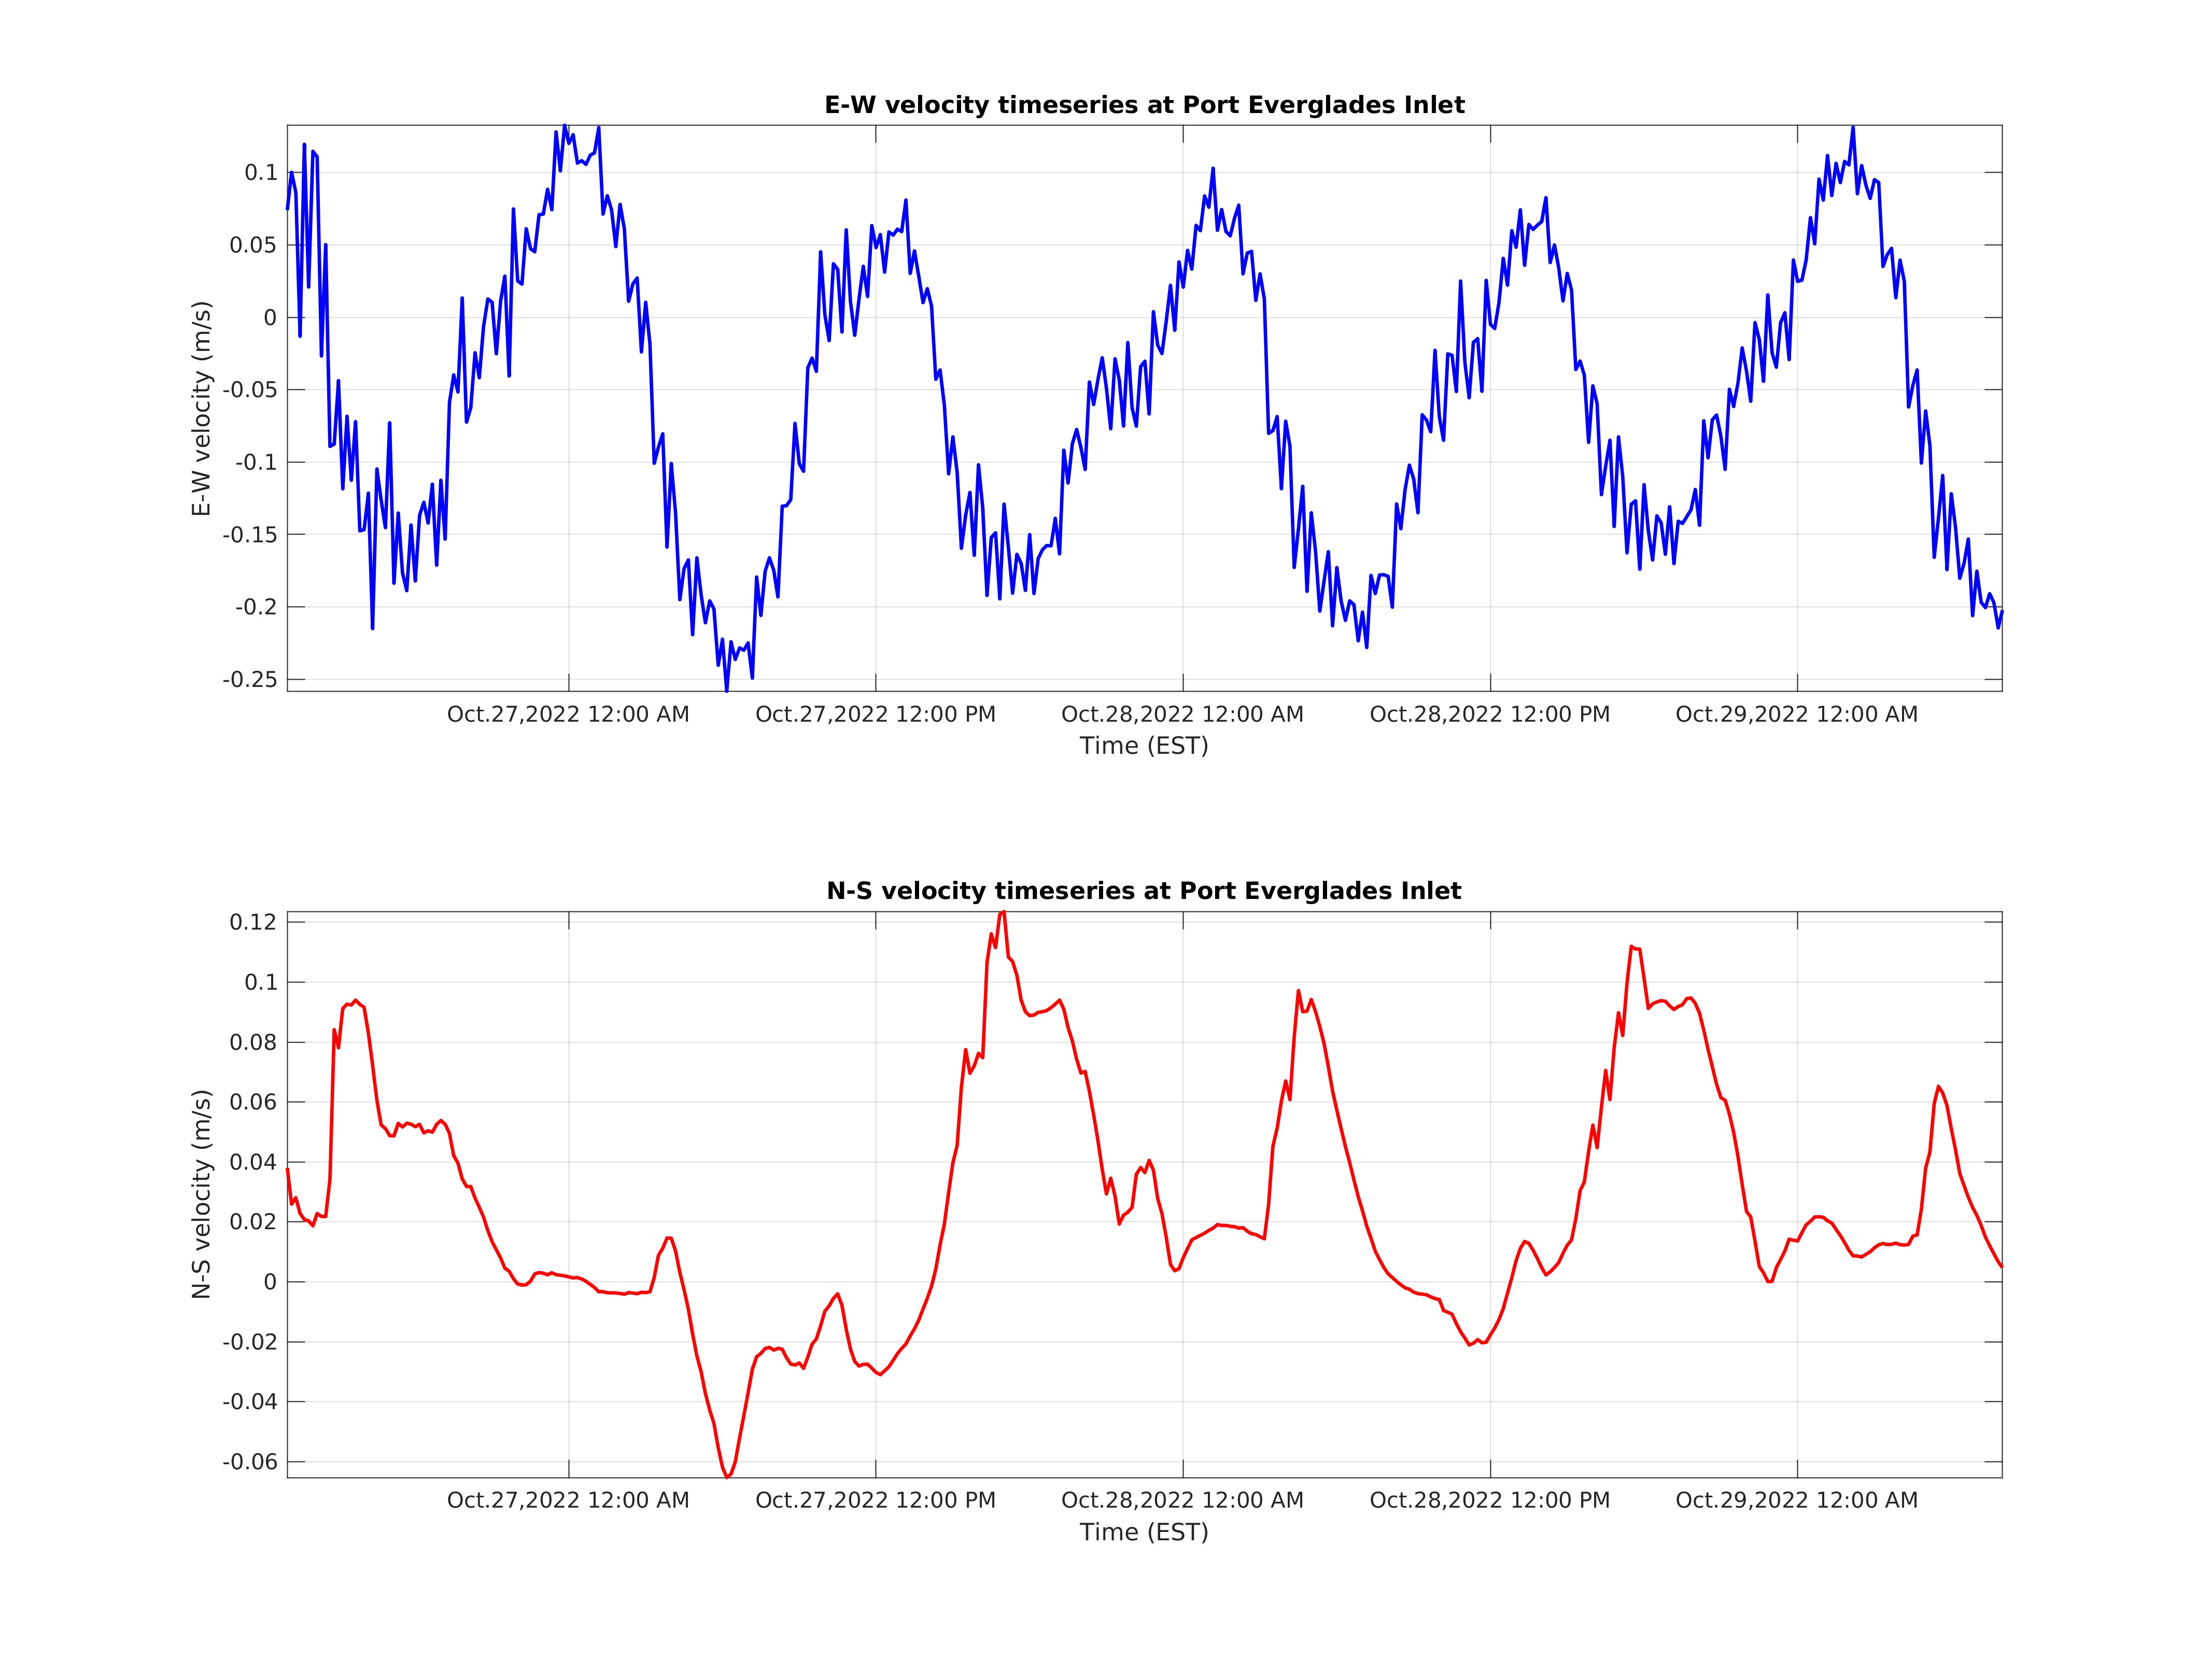 E-W velocity timeseries at Port Everglades Inlet
0.1
0.05
0
-0.05
-0.1
-0.15
-0.2
-0.25
E-W velocity (m/s)
Oct.27,2022 12:00 AM Oct.27,2022 12:00 PM Oct.28,2022 12:00 AM Oct.28,2022 12:00 PM Oct.29,2022 12:00 AM
Time (EST)
N-S velocity timeseries at Port Everglades Inlet
0.12
0.1
0.08
0.06
0.04
0.02
0
-0.02
-0.04
-0.06
N-S velocity (m/s)
Oct.27,2022 12:00 AM Oct.27,2022 12:00 PM Oct.28,2022 12:00 AM Oct.28,2022 12:00 PM Oct.29,2022 12:00 AM
Time (EST)